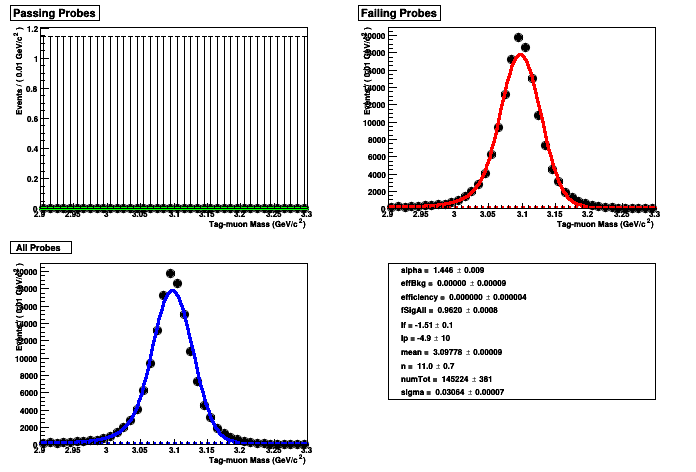 Passing Probes
Events / ( 0.01 GeV/c² )
1.2
1
0.8
0.6
0.4
0.2
0
2.9 2.95 3 3.05 3.1 3.15 3.2 3.25 3.3
Tag-muon Mass (GeV/c²)
Failing Probes
Events / ( 0.01 GeV/c² )
20000
18000
16000
14000
12000
10000
8000
6000
4000
2000
0
2.9 2.95 3 3.05 3.1 3.15 3.2 3.25 3.3
Tag-muon Mass (GeV/c²)
All Probes
Events / ( 0.01 GeV/c² )
20000
18000
16000
14000
12000
10000
8000
6000
4000
2000
0
2.9 2.95 3 3.05 3.1 3.15 3.2 3.25 3.3
Tag-muon Mass (GeV/c²)
alpha = 1.446 ± 0.009
effBkg = 0.00000 ± 0.00009
efficiency = 0.000000 ± 0.000004
fSigAll = 0.9620 ± 0.0008
lf = -1.51 ± 0.1
lp = -4.9 ± 10
mean = 3.09778 ± 0.00009
n = 11.0 ± 0.7
numTot = 145224 ± 381
sigma = 0.03064 ± 0.00007